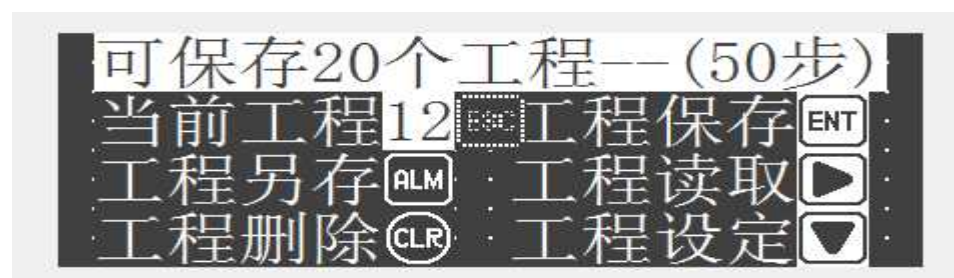 可保存20个工程--(50步)
当前工程12 ESC 工程保存 ENT
工程另存 ALM 工程读取
工程删除 CLR 工程设定